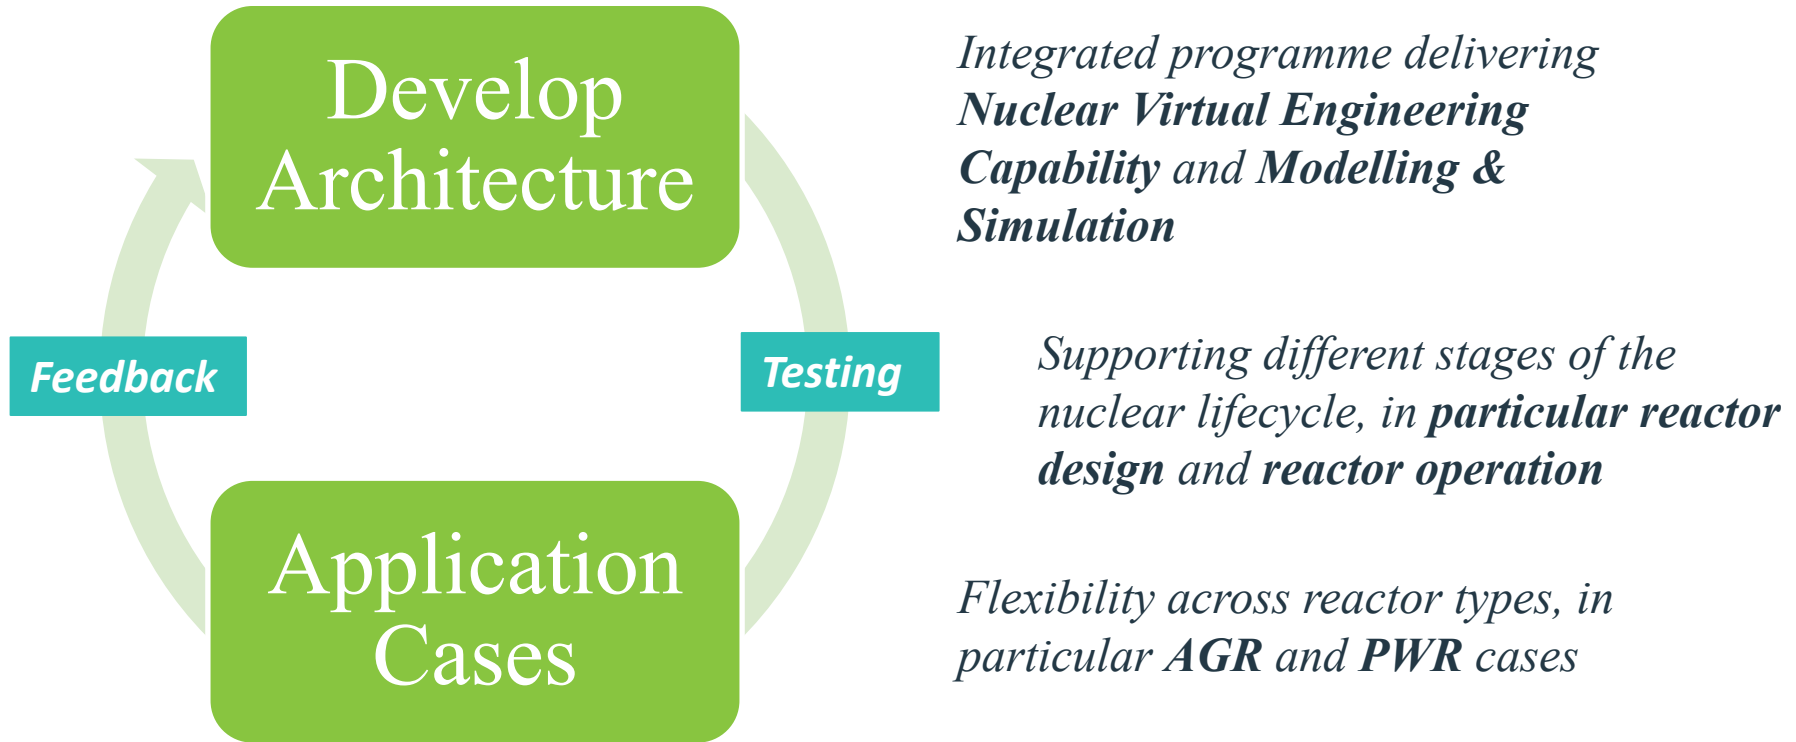 Develop
Architecture
Integrated programme delivering
Nuclear Virtual Engineering
Capability and Modelling &
Simulation
Feedback
Testing
Supporting different stages of the
nuclear lifecycle, in particular reactor
design and reactor operation
Application
Cases
Flexibility across reactor types, in
particular AGR and PWR cases